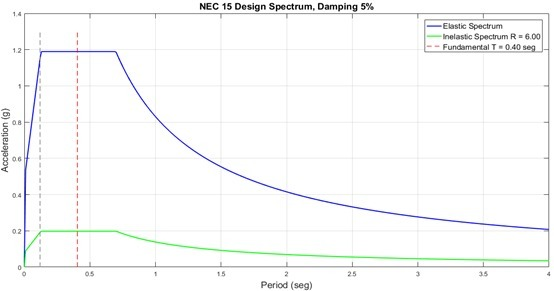 NEC 15 Design Spectrum, Damping 5%
Elastic Spectrum
Inelastic Spectrum R = 6.00
Fundamental T = 0.40 seg
Acceleration (g)
1.4
1.2
1
0.8
0.6
0.4
0.2
0
0 0.5 1 1.5 2 2.5 3 3.5 4
Period (seg)